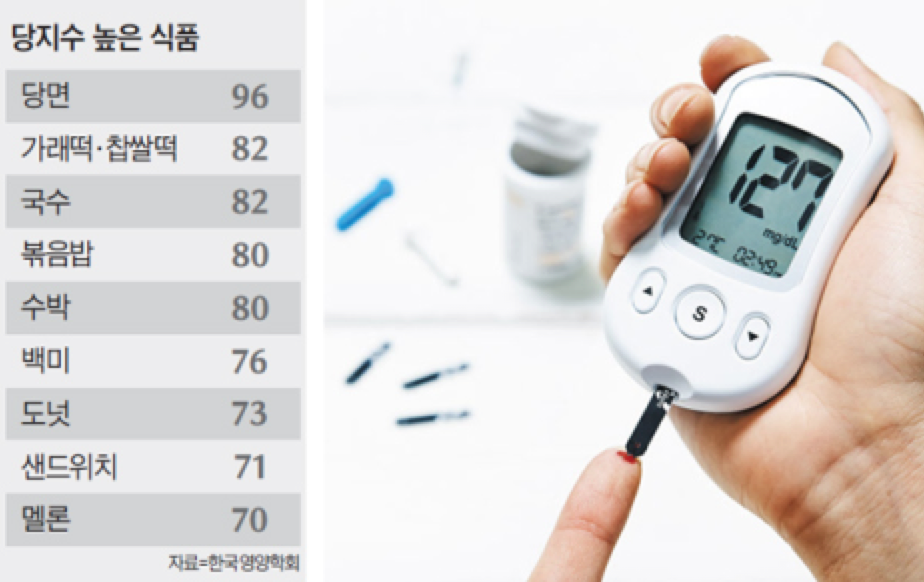 당지수 높은 식품
당면 96
가래떡·찹쌀떡 82
국수 82
볶음밥 80
수박 80
백미 76
도넛 73
샌드위치 71
멜론 70
자료=한국영양학회
127
mg/dL
21℃ 02:49
S